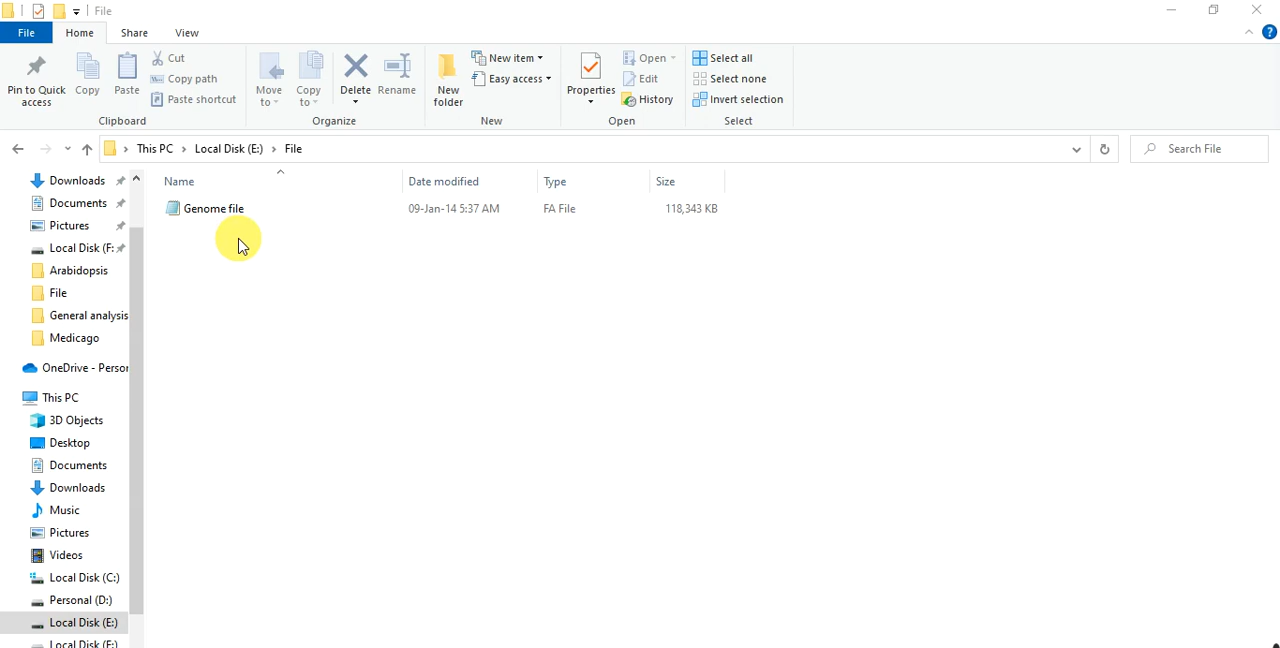 File
File Home Share View
Pin to Quick access
Copy
Paste
Cut
Copy path
Paste shortcut
Clipboard
Move to
Copy to
Delete
Rename
Organize
New folder
New item
Easy access
New
Properties
Open
Edit
History
Open
Select all
Select none
Invert selection
Select
This PC › Local Disk (E:) › File
Search File
Name Date modified Type Size
Genome file 09-Jan-14 5:37 AM FA File 118,343 KB
Downloads
Documents
Pictures
Local Disk (F:
Arabidopsis
File
General analysis
Medicago
OneDrive - Person
This PC
3D Objects
Desktop
Documents
Downloads
Music
Pictures
Videos
Local Disk (C:)
Personal (D:)
Local Disk (E:)
Local Disk (F:)